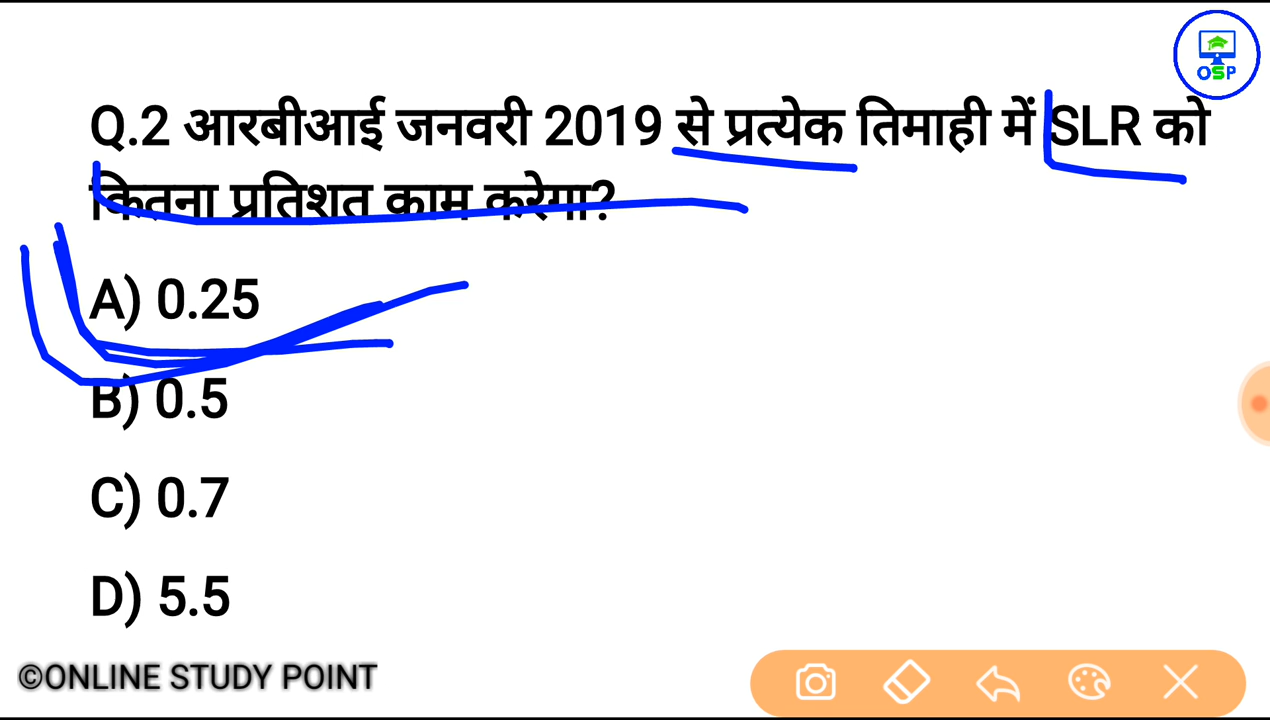 OSP
Q.2 आरबीआई जनवरी 2019 से प्रत्येक तिमाही में SLR को
कितना प्रतिशत काम करेगा?
A) 0.25
B) 0.5
C) 0.7
D) 5.5
©ONLINE STUDY POINT